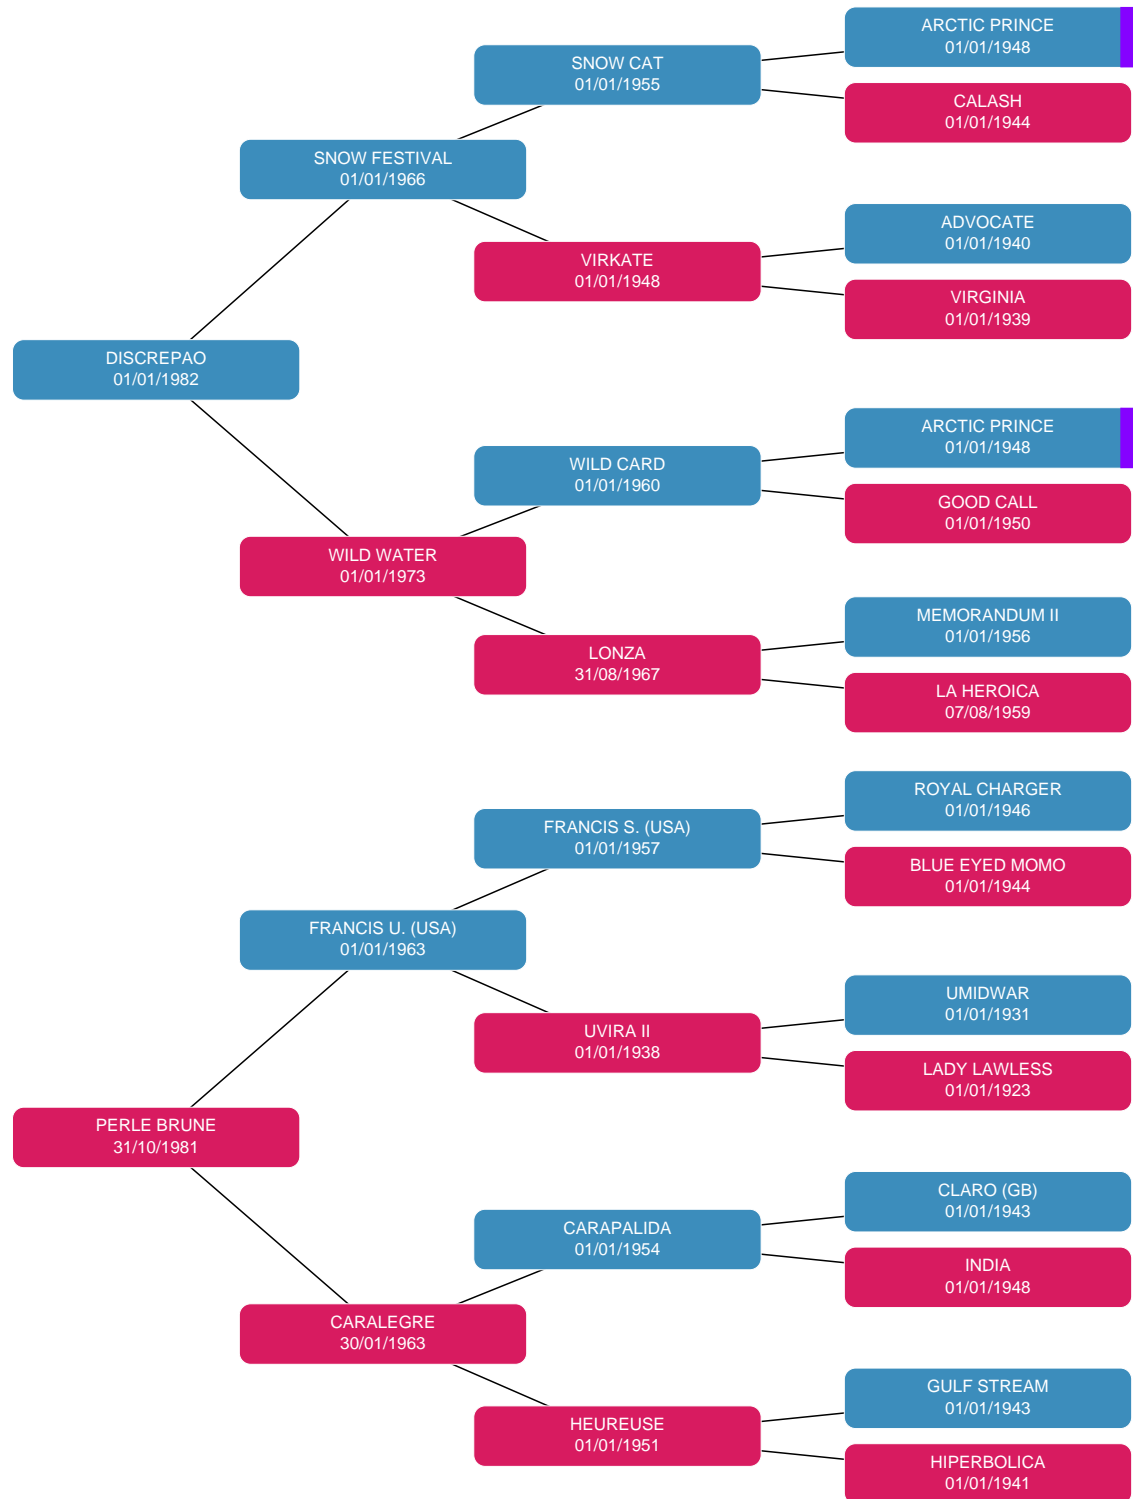 ARCTIC PRINCE
01/01/1948
SNOW CAT
01/01/1955
CALASH
01/01/1944
SNOW FESTIVAL
01/01/1966
ADVOCATE
01/01/1940
VIRKATE
01/01/1948
VIRGINIA
01/01/1939
DISCREPAO
01/01/1982
ARCTIC PRINCE
01/01/1948
WILD CARD
01/01/1960
GOOD CALL
01/01/1950
WILD WATER
01/01/1973
MEMORANDUM II
01/01/1956
LONZA
31/08/1967
LA HEROICA
07/08/1959
ROYAL CHARGER
01/01/1946
FRANCIS S. (USA)
01/01/1957
BLUE EYED MOMO
01/01/1944
FRANCIS U. (USA)
01/01/1963
UMIDWAR
01/01/1931
UVIRA II
01/01/1938
LADY LAWLESS
01/01/1923
PERLE BRUNE
31/10/1981
CLARO (GB)
01/01/1943
CARAPALIDA
01/01/1954
INDIA
01/01/1948
CARALEGRE
30/01/1963
GULF STREAM
01/01/1943
HEUREUSE
01/01/1951
HIPERBOLICA
01/01/1941